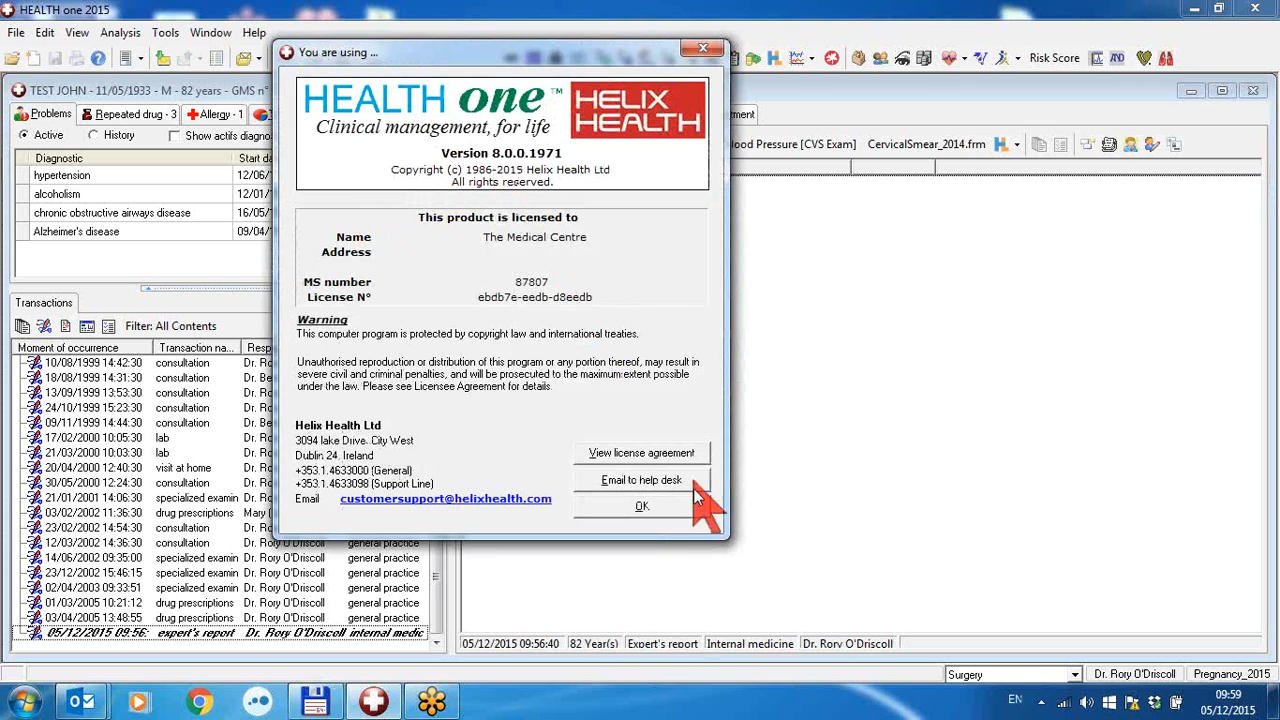 HEALTH one 2015
File Edit View Analysis Tools Window Help
Risk Score
You are using ...
HEALTH one ™
Clinical management, for life
HELIX
HEALTH
Version 8.0.0.1971
Copyright (c) 1986-2015 Helix Health Ltd
All rights reserved.
This product is licensed to
Name The Medical Centre
Address
MS number 87807
License N° ebdb7e-eedb-d8eedb
Warning
This computer program is protected by copyright law and international treaties.
Unauthorised reproduction or distribution of this program or any portion thereof, may result in
severe civil and criminal penalties, and will be prosecuted to the maximum extent possible
under the law. Please see Licensee Agreement for details.
Helix Health Ltd
3094 lake Drive. City West
Dublin 24, Ireland
+353.1.4633000 (General)
+353.1.4633098 (Support Line)
Email customersupport@helixhealth.com
View license agreement
Email to help desk
OK
TEST JOHN - 11/05/1933 - M - 82 years - GMS n°
Problems Repeated drug - 3 Allergy - 1
Active History Show actifs diagno
Diagnostic Start da
hypertension 12/06/
alcoholism 12/01/
chronic obstructive airways disease 16/05/
Alzheimer's disease 09/04/
lood Pressure [CVS Exam] CervicalSmear_2014.frm
Transactions
Filter: All Contents
Moment of occurrence Transaction na... Resp
10/08/1999 14:42:30 consultation Dr. Ro
18/08/1999 14:31:30 consultation Dr. Be
13/09/1999 13:53:30 consultation Dr. Ro
24/10/1999 15:23:30 consultation Dr. Ro
30/11/1999 14:44:30 consultation Dr. Be
17/02/2000 10:05:30 lab Dr. Ro
21/03/2000 10:03:30 lab Dr. Ro
20/04/2000 12:40:30 visit at home Dr. Ro
21/01/2001 14:06:30 specialized examin Dr. Ro
02/02/2001 11:36:30 drug prescriptions Mary (
12/03/2001 14:36:30 consultation Dr. Ro
12/04/2002 23:43:30 consultation Dr. Rory O'Driscoll general practice
14/06/2002 09:35:00 specialized examin Dr. Rory O'Driscoll general practice
23/12/2002 15:46:15 specialized examin Dr. Rory O'Driscoll general practice
02/04/2003 09:33:51 specialized examin Dr. Rory O'Driscoll general practice
01/03/2005 10:21:12 drug prescriptions Dr. Rory O'Driscoll general practice
03/04/2005 13:48:55 drug prescriptions Dr. Rory O'Driscoll general practice
05/12/2015 09:56: expert's report Dr. Rory O'Driscoll internal medic
05/12/2015 09:56:40 82 Year(s) Expert's report Internal medicine Dr. Rory O'Driscoll
Surgery Dr. Rory O'Driscoll Pregnancy_2015
EN 09:59
05/12/2015